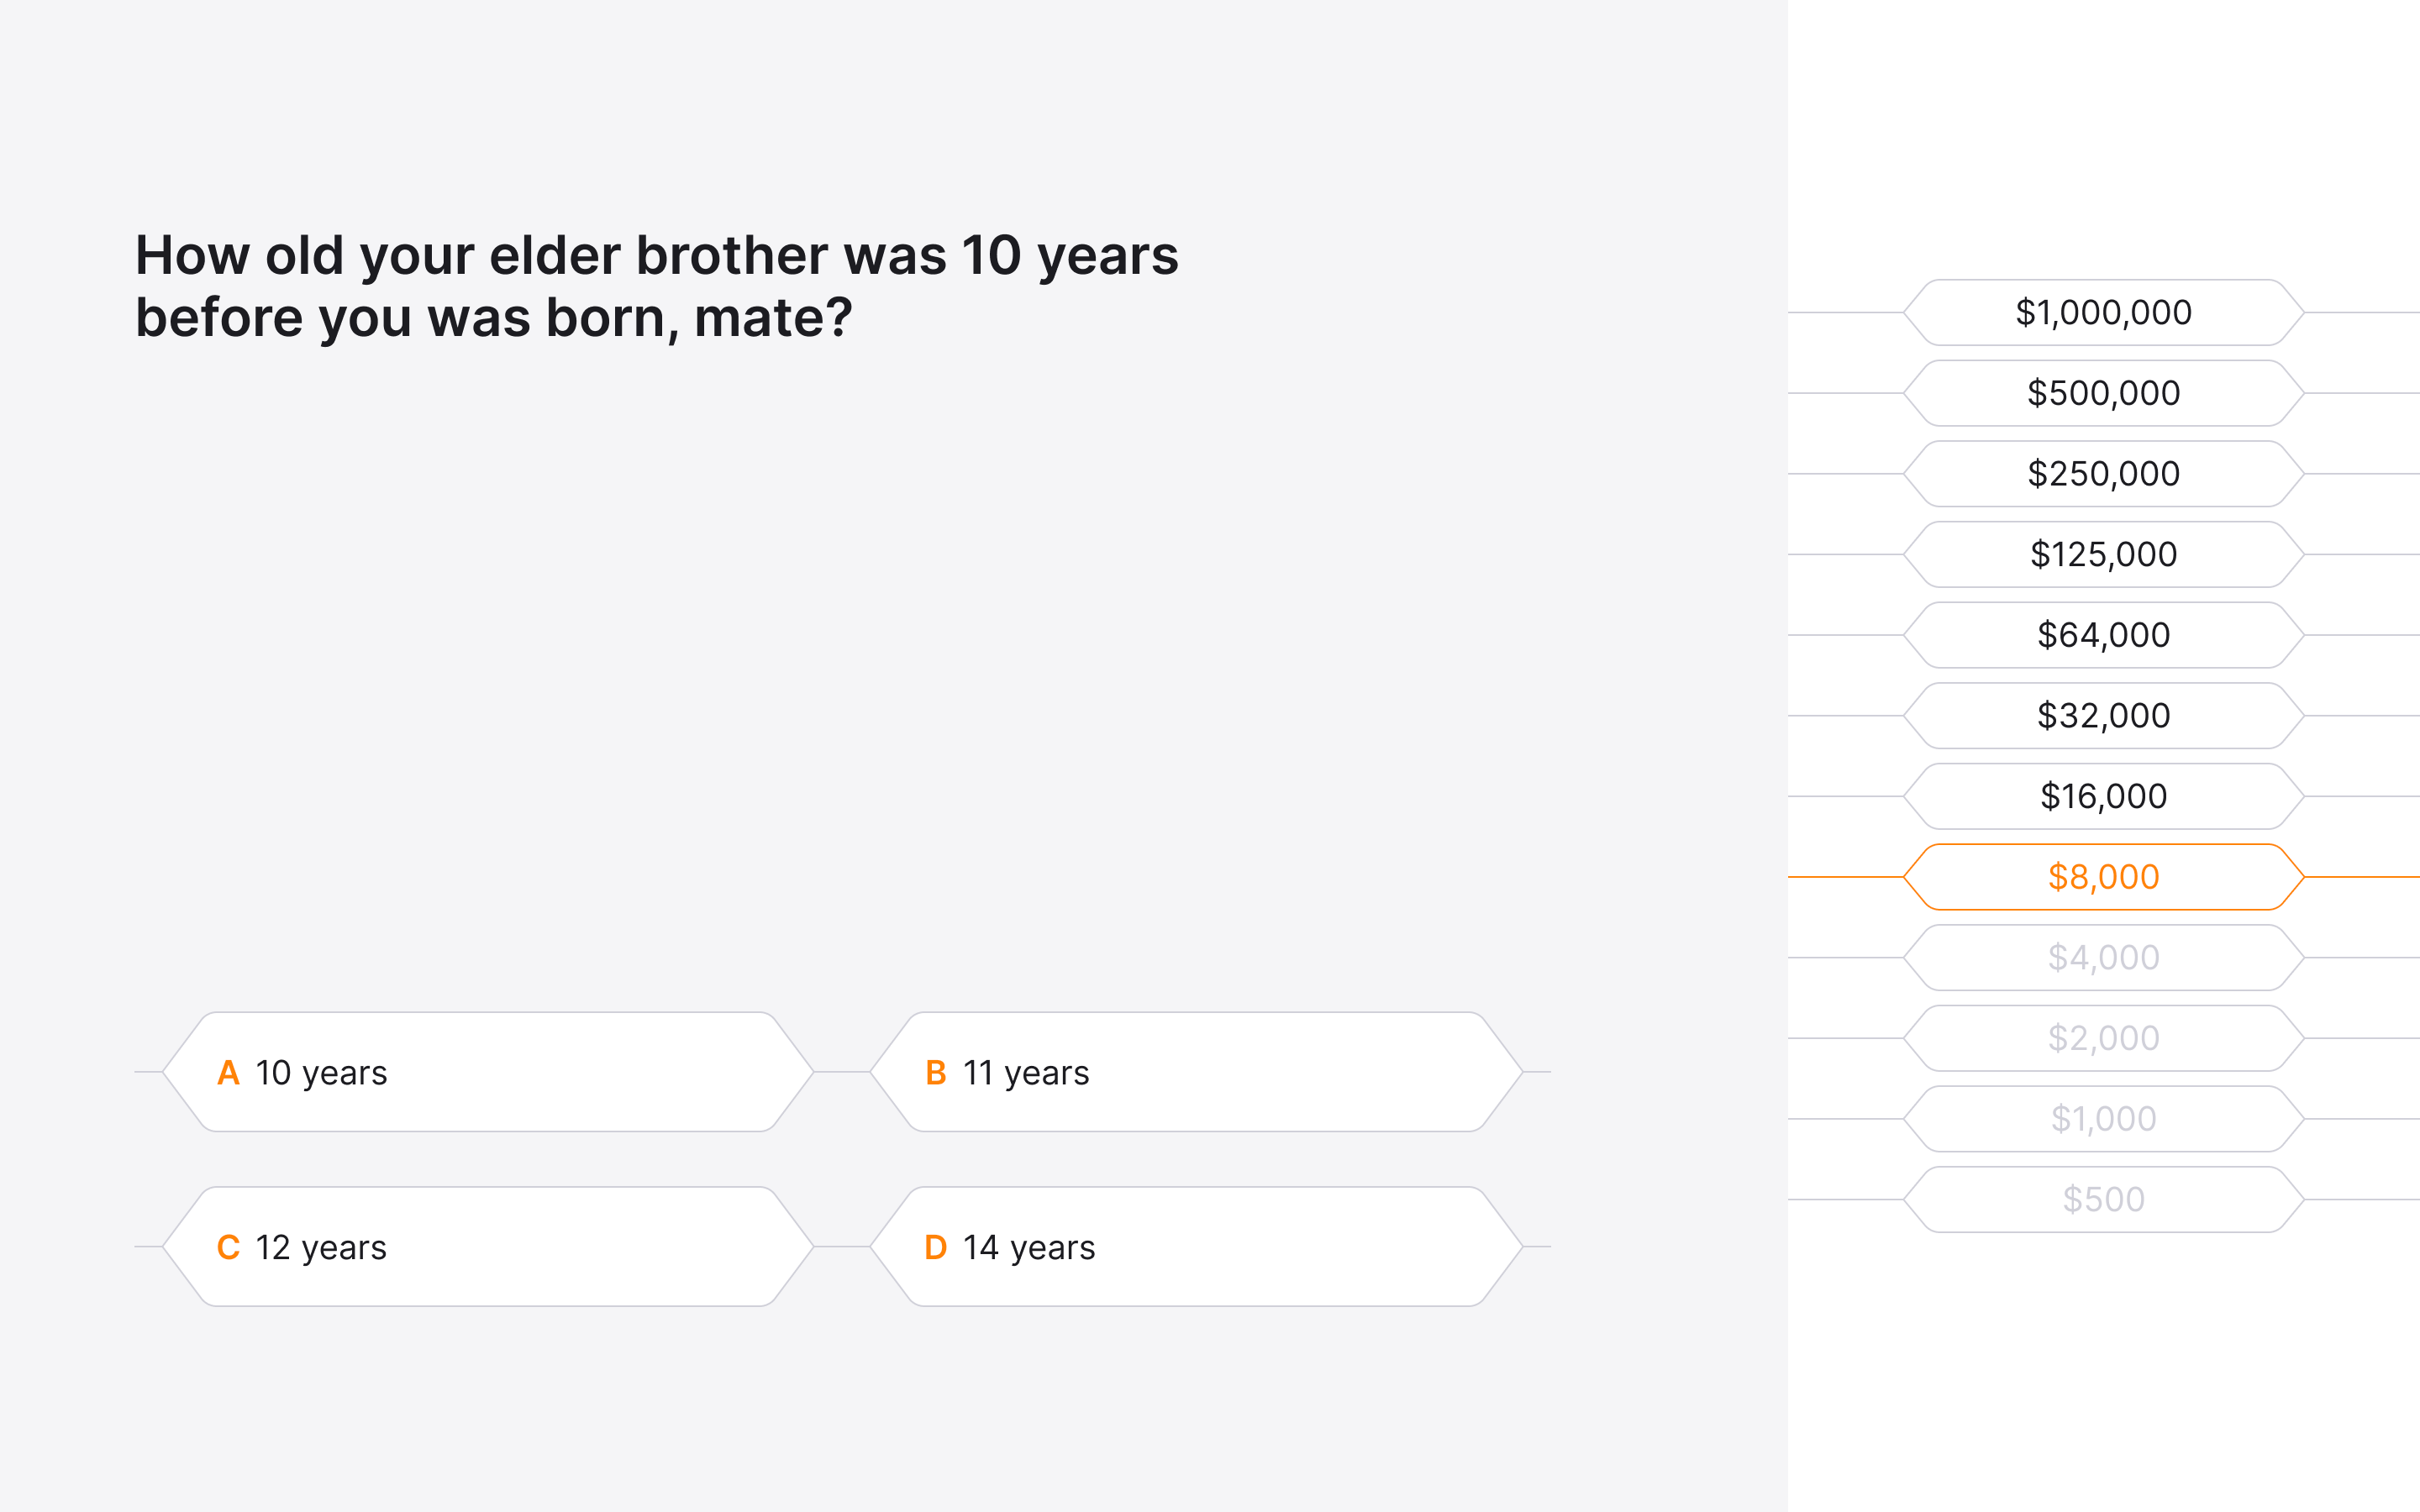 How old your elder brother was 10 years
before you was born, mate?
A 10 years
B 11 years
C 12 years
D 14 years
$1,000,000
$500,000
$250,000
$125,000
$64,000
$32,000
$16,000
$8,000
$4,000
$2,000
$1,000
$500